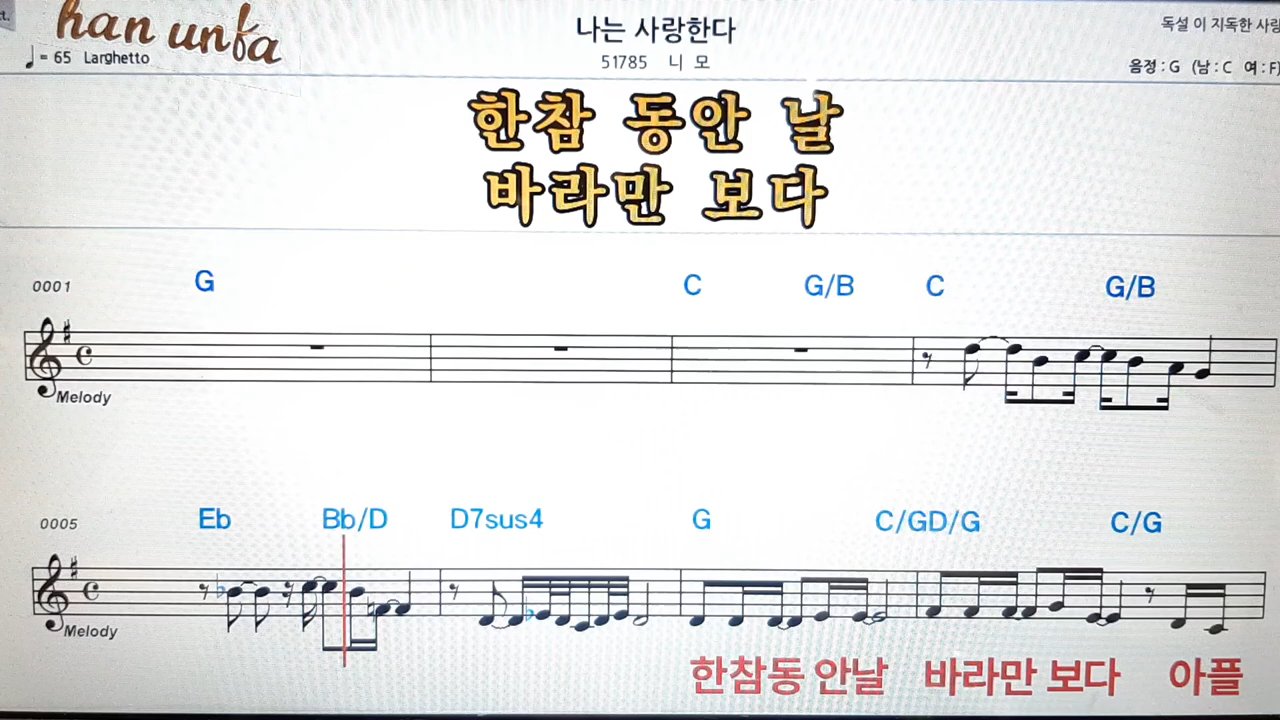 han unfa
나는 사랑한다
독설 이 지독한 사랑
♩ = 65 Larghetto
51785 니 모
음정 : G (남 : C 여 : F)
한참 동안 날
바라만 보다
0001 G C G/B C G/B
Melody
0005 Eb Bb/D D7sus4 G C/GD/G C/G
Melody
한참동 안날 바라만 보다 아플